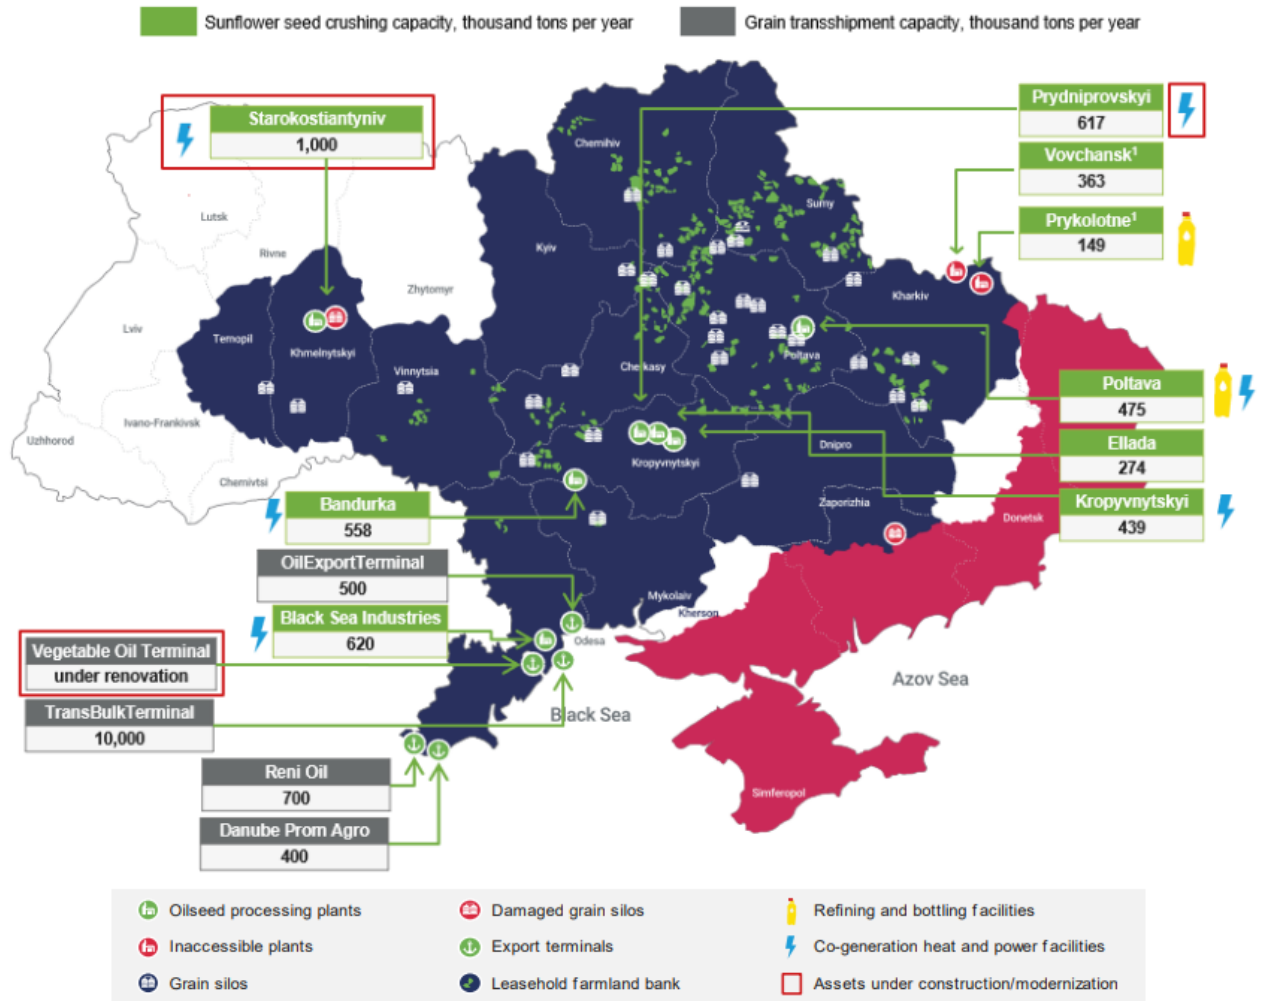 Sunflower seed crushing capacity, thousand tons per year
Grain transshipment capacity, thousand tons per year
Starokostiantyniv
1,000
Prydniprovskyi
617
Vovchansk¹
363
Prykolotne¹
149
Chernihiv
Sumy
Lutsk
Rivne
Kyiv
Zhytomyr
Kharkiv
Lviv
Ternopil
Khmelnytskyi
Vinnytsia
Cherkasy
Poltava
Poltava
475
Ivano-Frankivsk
Uzhhorod
Chernivtsi
Kropyvnytskyi
Dnipro
Ellada
274
Zaporizhia
Donetsk
Kropyvnytskyi
439
Bandurka
558
OilExportTerminal
500
Mykolaiv
Kherson
Black Sea Industries
620
Odesa
Vegetable Oil Terminal
under renovation
Azov Sea
TransBulkTerminal
10,000
Black Sea
Reni Oil
700
Simferopol
Danube Prom Agro
400
Oilseed processing plants
Damaged grain silos
Refining and bottling facilities
Inaccessible plants
Export terminals
Co-generation heat and power facilities
Grain silos
Leasehold farmland bank
Assets under construction/modernization